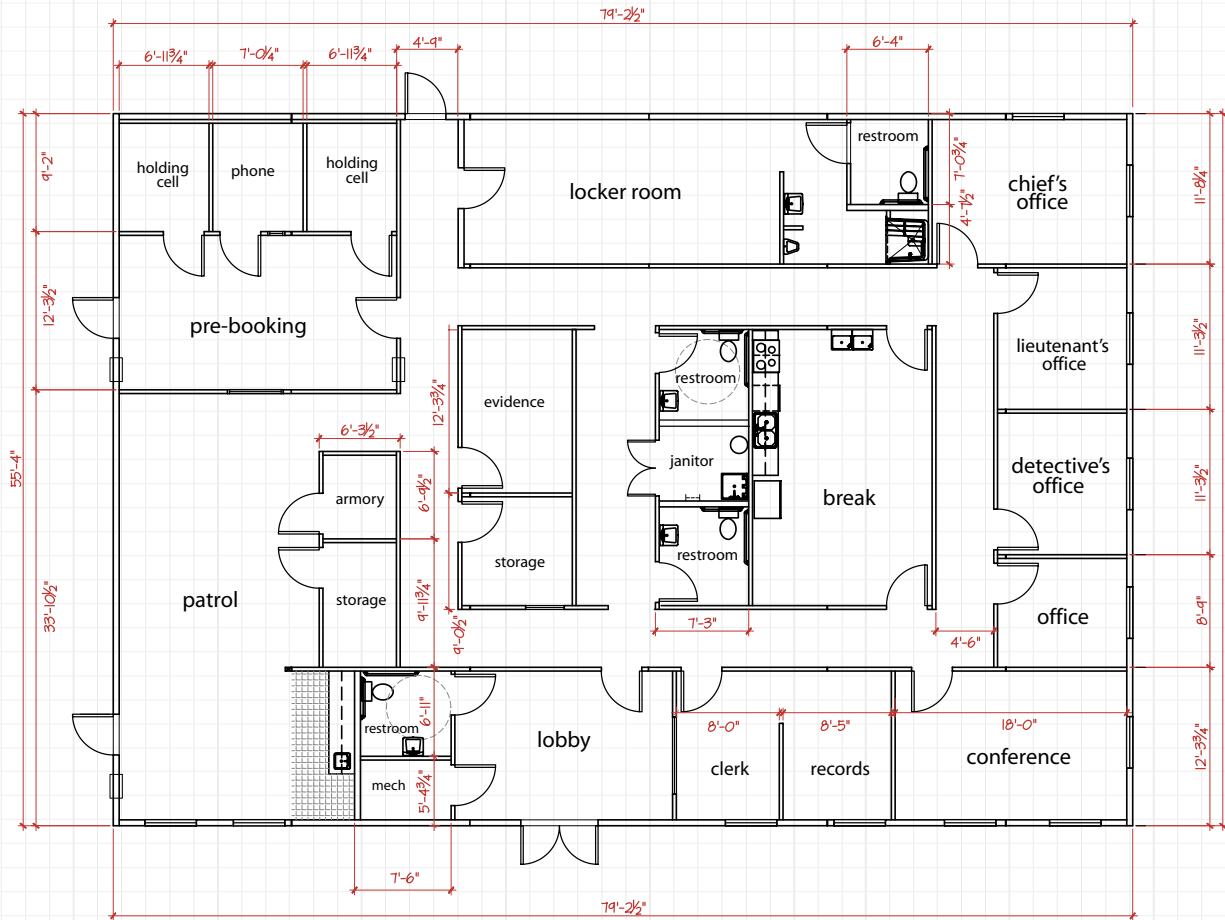 79'-2½"
6'-11¾"
7'-0¼"
6'-11¾"
4'-9"
6'-4"
9'-2"
holding
cell
phone
holding
cell
locker room
restroom
7'-0¾"
4'-7½"
chief's
office
11'-8¼"
12'-3½"
pre-booking
55'-4"
12'-3¾"
evidence
restroom
lieutenant's
office
11'-3½"
6'-3½"
armory
6'-9½"
janitor
break
detective's
office
11'-3½"
storage
restroom
33'-10½"
patrol
storage
9'-11¾"
9'-0½"
7'-3"
4'-6"
office
8'-9"
restroom
6'-11"
lobby
8'-0"
8'-5"
18'-0"
clerk
records
conference
12'-3¾"
mech
5'-4¾"
7'-6"
79'-2½"